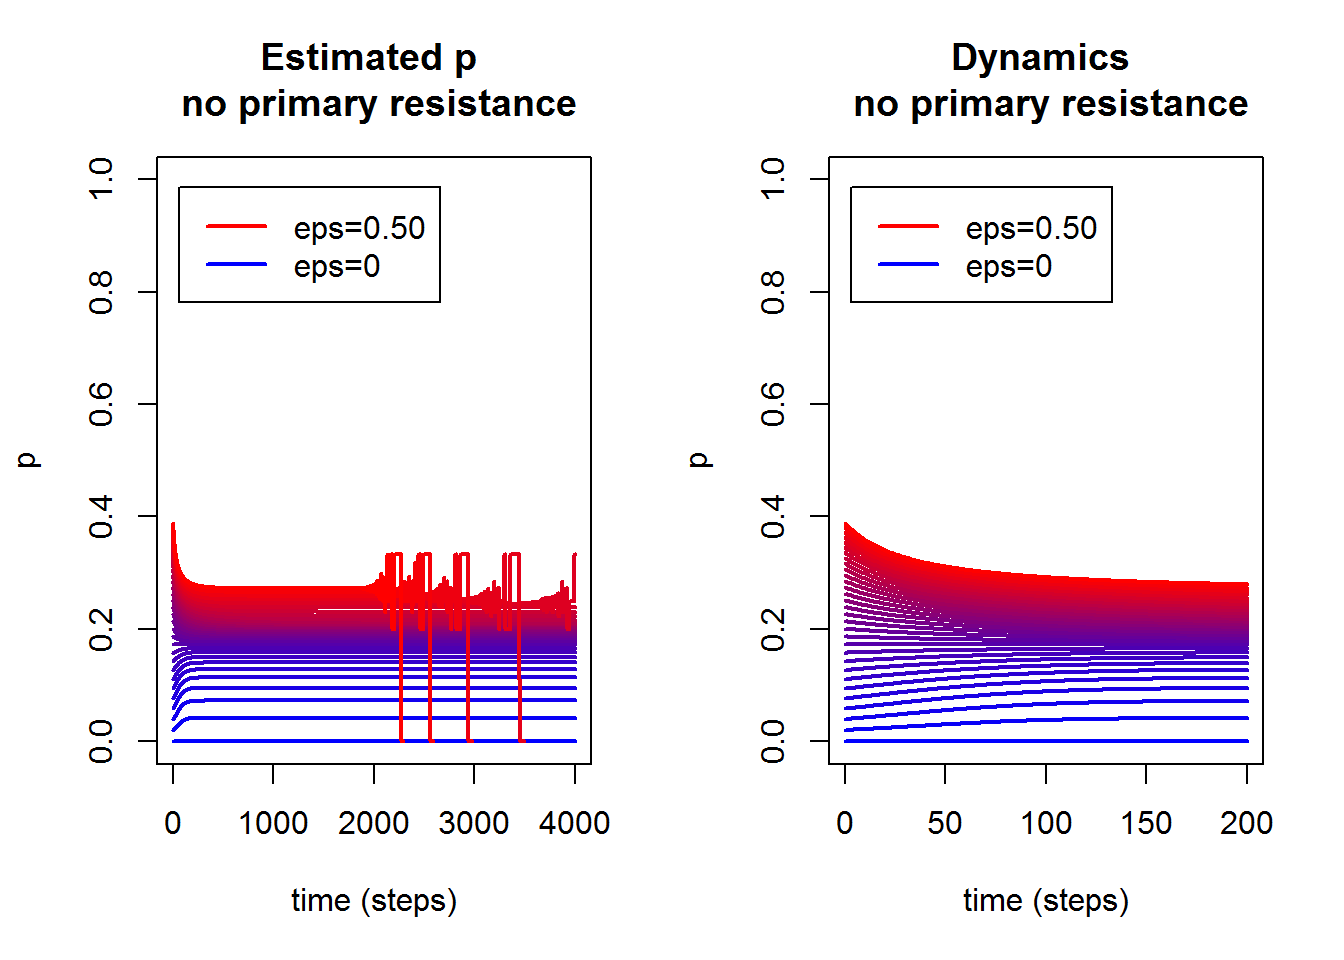 Estimated p
no primary resistance
1.0
0.8
0.6
0.4
0.2
0.0
p
eps=0.50
eps=0
0
1000
2000
3000
4000
time (steps)
Dynamics
no primary resistance
1.0
0.8
0.6
0.4
0.2
0.0
p
eps=0.50
eps=0
0
50
100
150
200
time (steps)